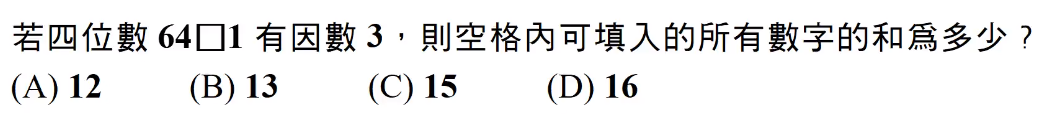 若四位數 64□1 有因數 3，則空格內可填入的所有數字的和爲多少？
(A) 12 (B) 13 (C) 15 (D) 16